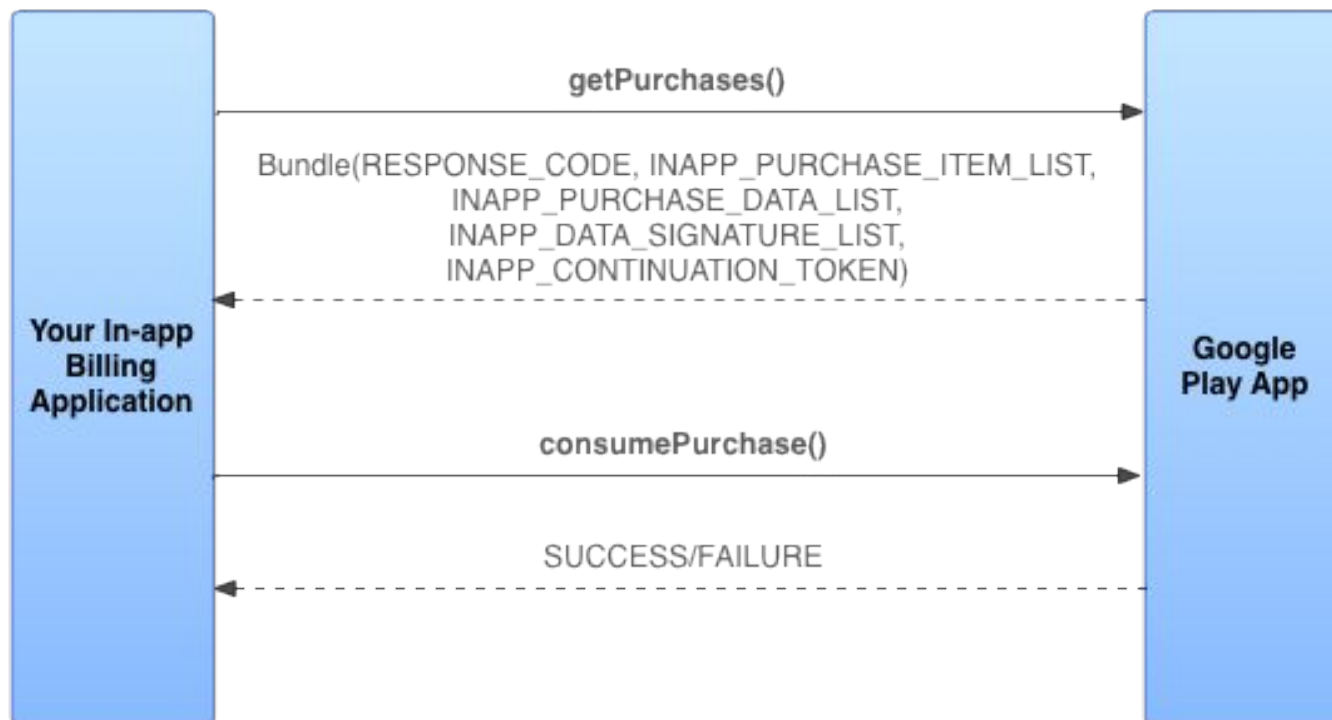 getPurchases()
Bundle(RESPONSE_CODE, INAPP_PURCHASE_ITEM_LIST,
INAPP_PURCHASE_DATA_LIST,
INAPP_DATA_SIGNATURE_LIST,
INAPP_CONTINUATION_TOKEN)
Your In-app
Billing
Application
Google
Play App
consumePurchase()
SUCCESS/FAILURE